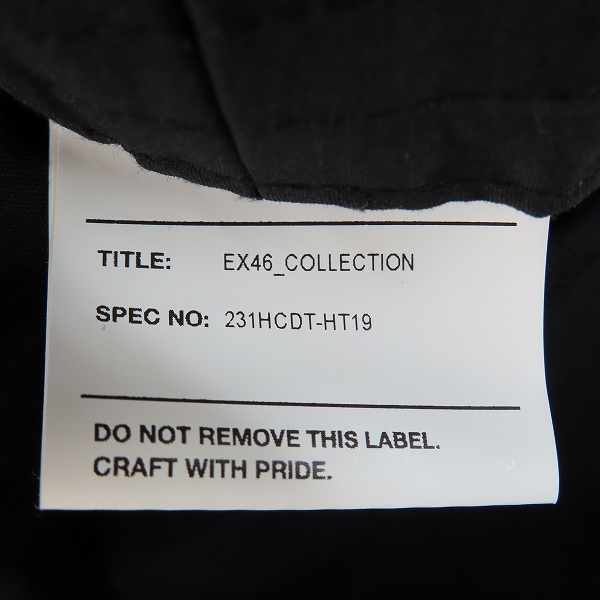 TITLE: EX46_COLLECTION
SPEC NO: 231HCDT-HT19
DO NOT REMOVE THIS LABEL.
CRAFT WITH PRIDE.